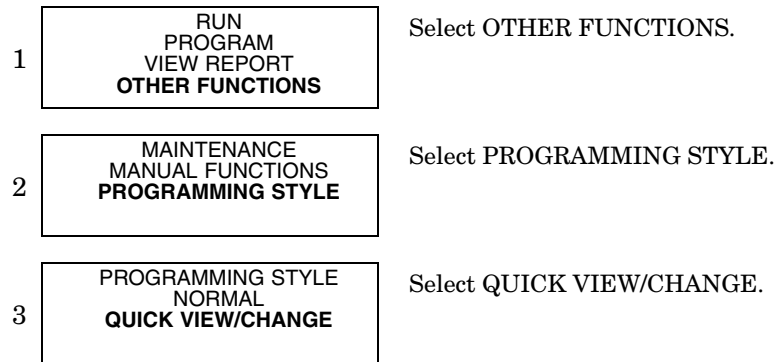 1
RUN
PROGRAM
VIEW REPORT
OTHER FUNCTIONS
Select OTHER FUNCTIONS.
2
MAINTENANCE
MANUAL FUNCTIONS
PROGRAMMING STYLE
Select PROGRAMMING STYLE.
3
PROGRAMMING STYLE
NORMAL
QUICK VIEW/CHANGE
Select QUICK VIEW/CHANGE.